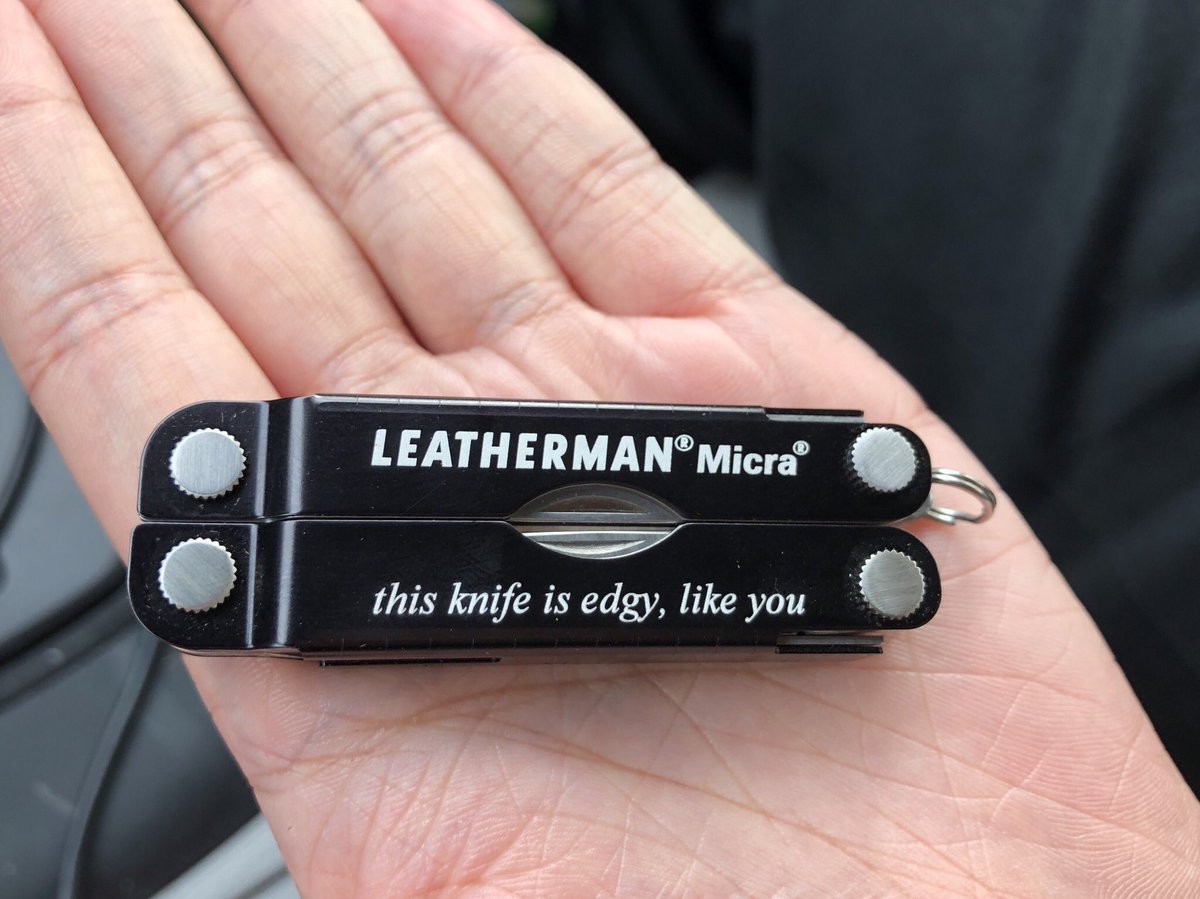 LEATHERMAN® Micra®
this knife is edgy, like you